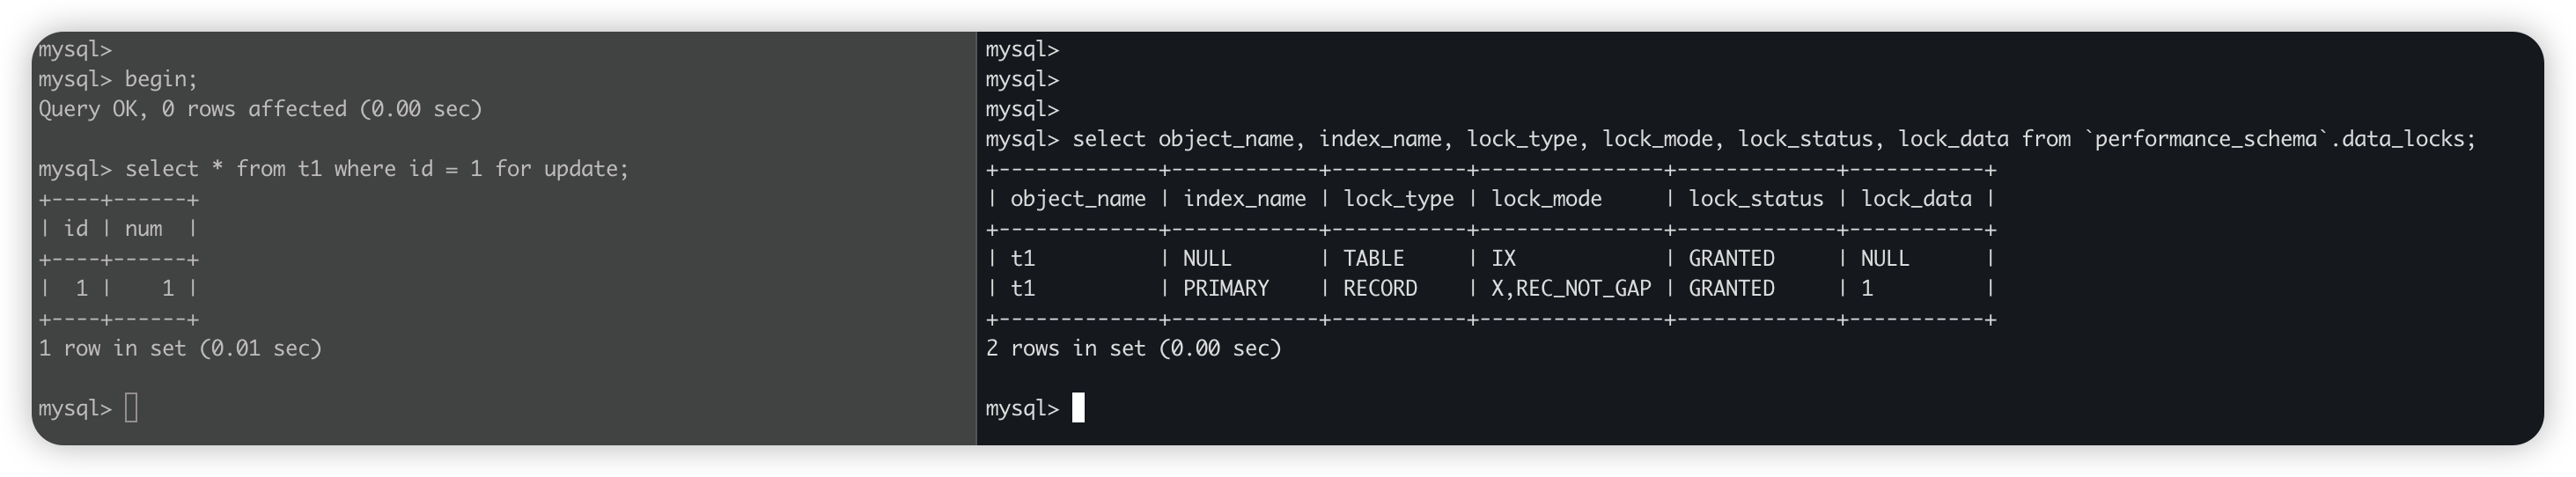 mysql>
mysql> begin;
Query OK, 0 rows affected (0.00 sec)
mysql> select * from t1 where id = 1 for update;
+----+------+
| id | num  |
+----+------+
|  1 |    1 |
+----+------+
1 row in set (0.01 sec)
mysql>
mysql>
mysql>
mysql>
mysql> select object_name, index_name, lock_type, lock_mode, lock_status, lock_data from `performance_schema`.data_locks;
+-------------+------------+-----------+---------------+-------------+-----------+
| object_name | index_name | lock_type | lock_mode     | lock_status | lock_data |
+-------------+------------+-----------+---------------+-------------+-----------+
| t1          | NULL       | TABLE     | IX            | GRANTED     | NULL      |
| t1          | PRIMARY    | RECORD    | X,REC_NOT_GAP | GRANTED     | 1         |
+-------------+------------+-----------+---------------+-------------+-----------+
2 rows in set (0.00 sec)
mysql>